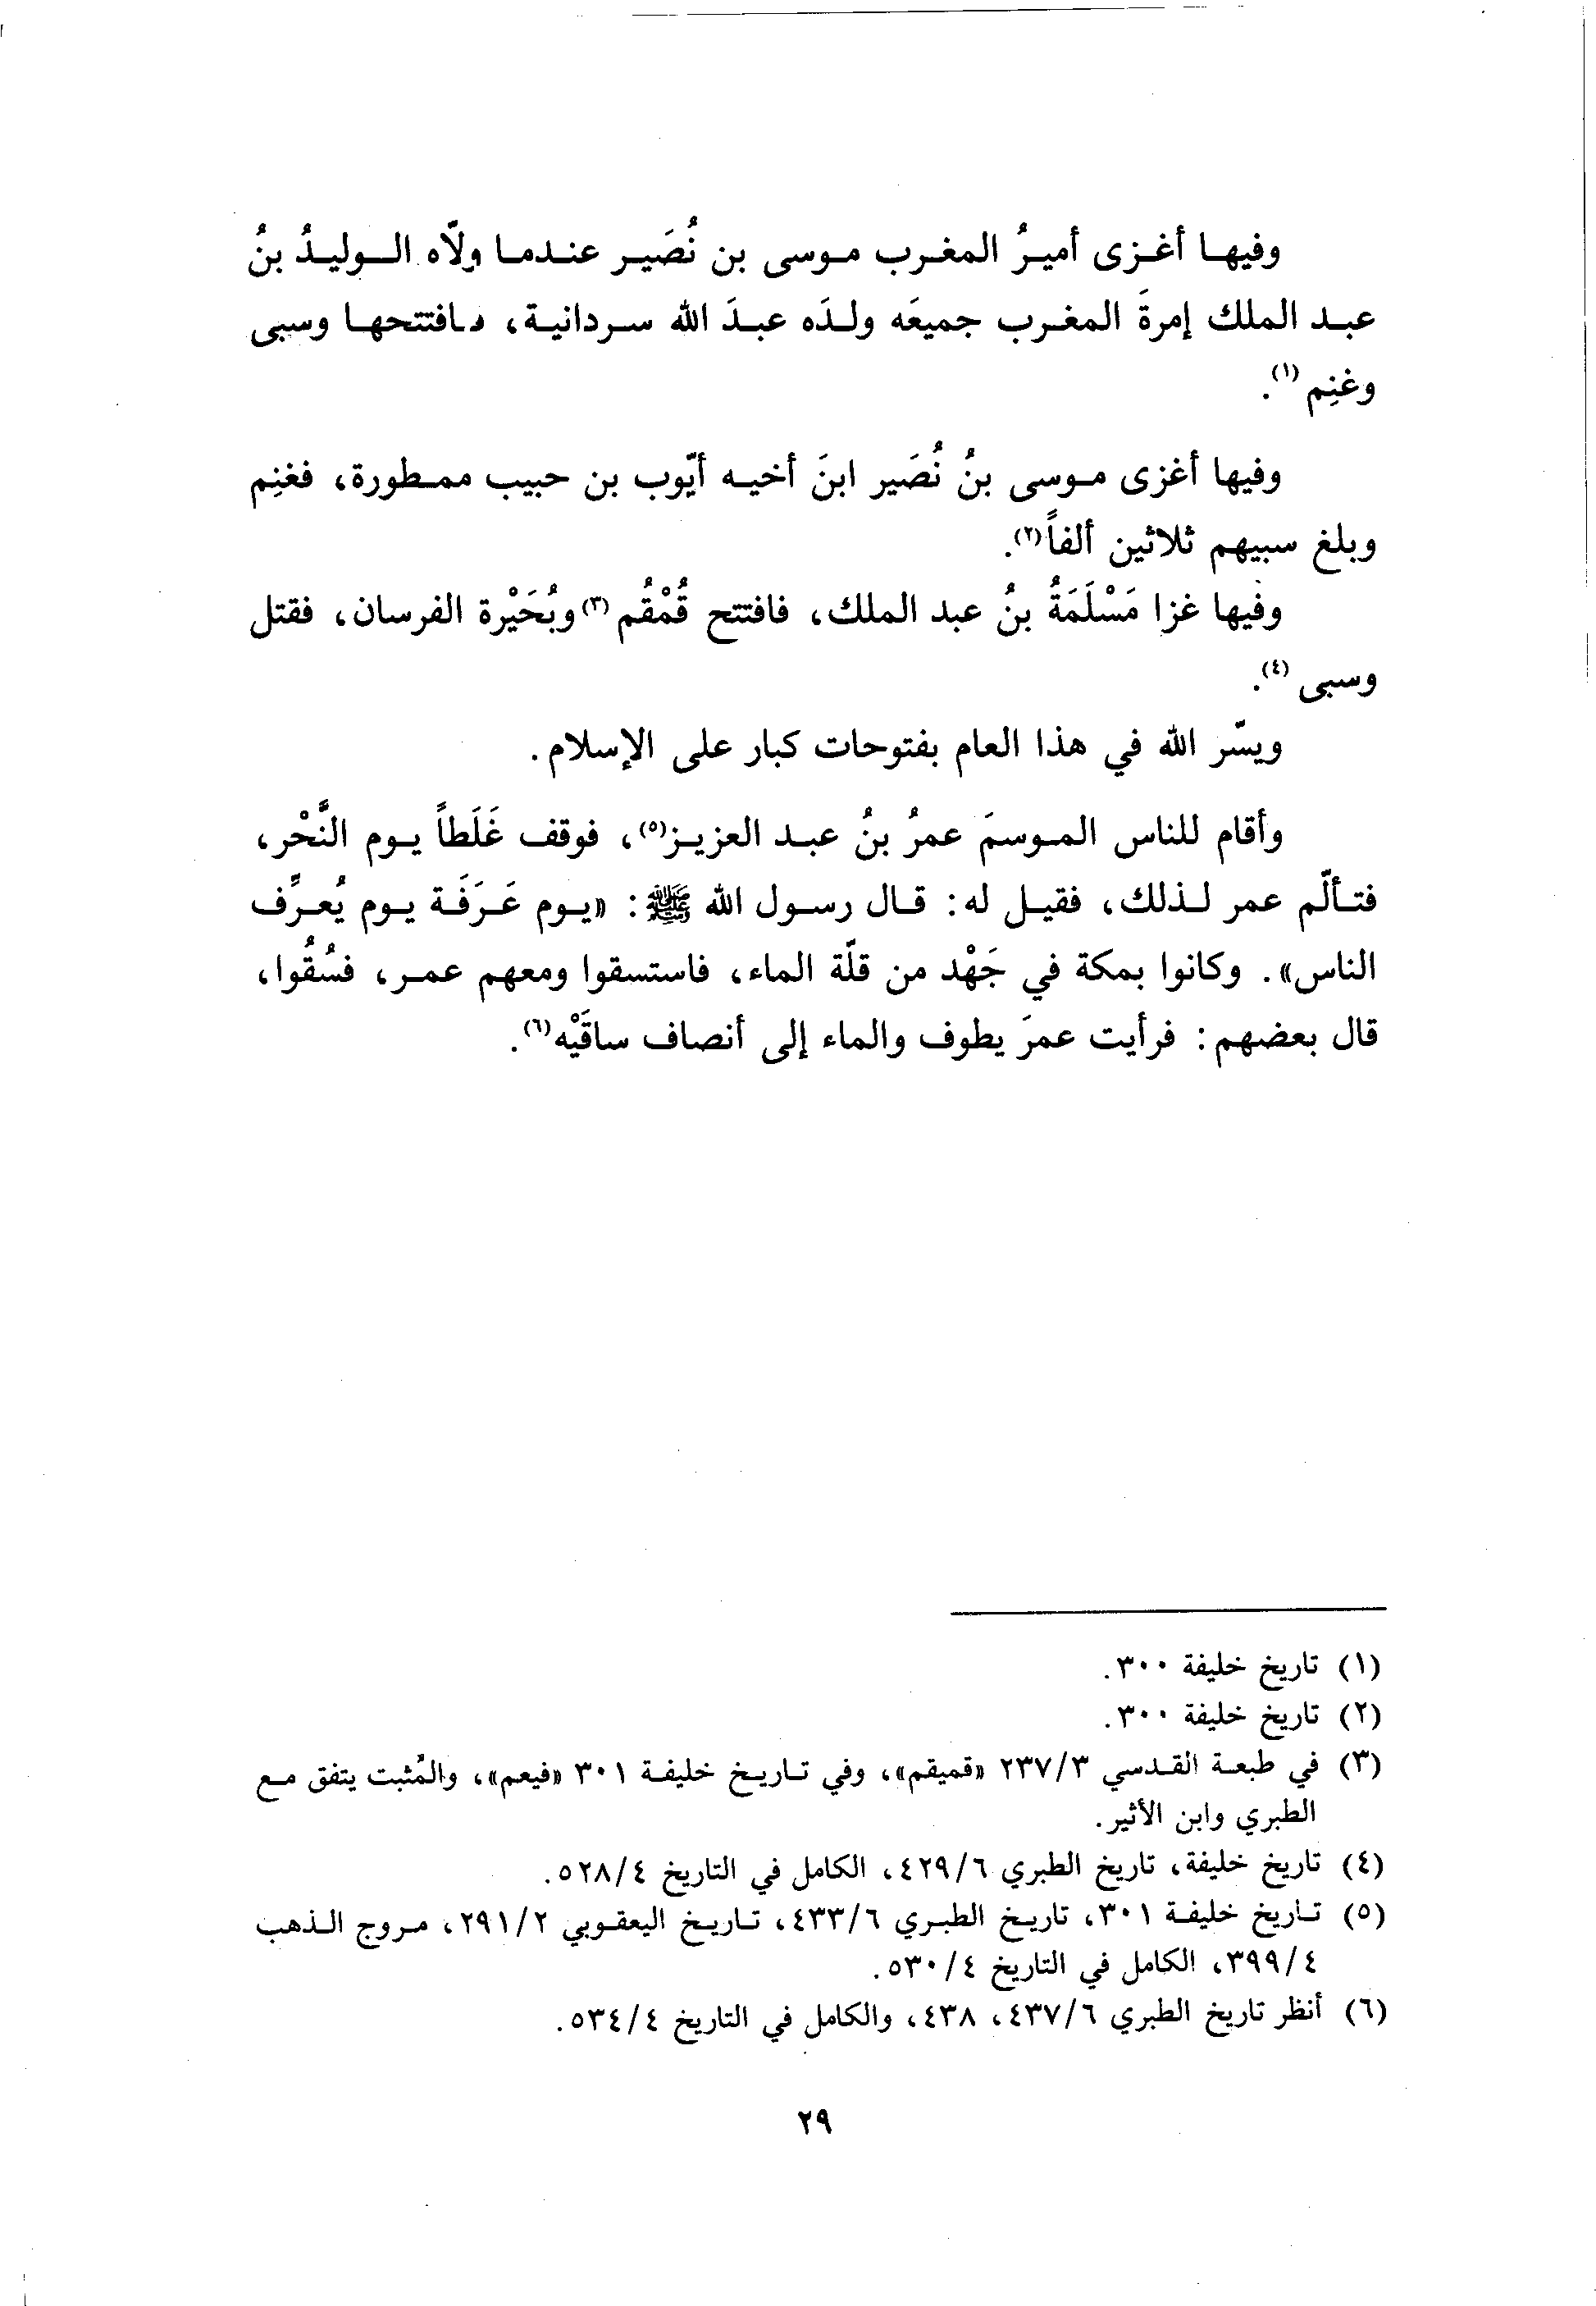 وفيها أغزى أميرُ المغرب موسى بن نُصَير عندما ولّاه الوليدُ بنُ
عبد الملك إمرةَ المغرب جميعَه ولدَه عبدَ الله سردانية، فافتتحها وسبى
وغنِم (١).
وفيها أغزى موسى بنُ نُصَير ابنَ أخيه أيّوب بن حبيب ممطورة، فغنِم
وبلغ سبيهم ثلاثين ألفاً(٢).
وفيها غزا مَسْلَمَةُ بنُ عبد الملك، فافتتح قُمْقُم(٣) وبُحَيْرة الفرسان، فقتل
وسبى (٤).
ويسّر الله في هذا العام بفتوحات كبار على الإسلام.
وأقام للناس الموسمَ عمرُ بنُ عبد العزيز(٥)، فوقف غَلَطاً يوم النَّحْر،
فتألّم عمر لذلك، فقيل له: قال رسول الله ﷺ: «يوم عَرَفَة يوم يُعرِّف
الناس». وكانوا بمكة في جَهْد من قلّة الماء، فاستسقوا ومعهم عمر، فسُقُوا،
قال بعضهم: فرأيت عمرَ يطوف والماء إلى أنصاف ساقَيْه(٦).
(١) تاريخ خليفة ٣٠٠.
(٢) تاريخ خليفة ٣٠٠.
(٣) في طبعة القدسي ٢٣٧/٣ «قميقم»، وفي تاريخ خليفة ٣٠١ «فيعم»، والمُثبت يتفق مع
الطبري وابن الأثير.
(٤) تاريخ خليفة، تاريخ الطبري ٤٢٩/٦، الكامل في التاريخ ٥٢٨/٤.
(٥) تاريخ خليفة ٣٠١، تاريخ الطبري ٤٣٣/٦، تاريخ اليعقوبي ٢٩١/٢، مروج الذهب
٣٩٩/٤، الكامل في التاريخ ٥٣٠/٤.
(٦) أنظر تاريخ الطبري ٤٣٧/٦، ٤٣٨، والكامل في التاريخ ٥٣٤/٤.
٢٩